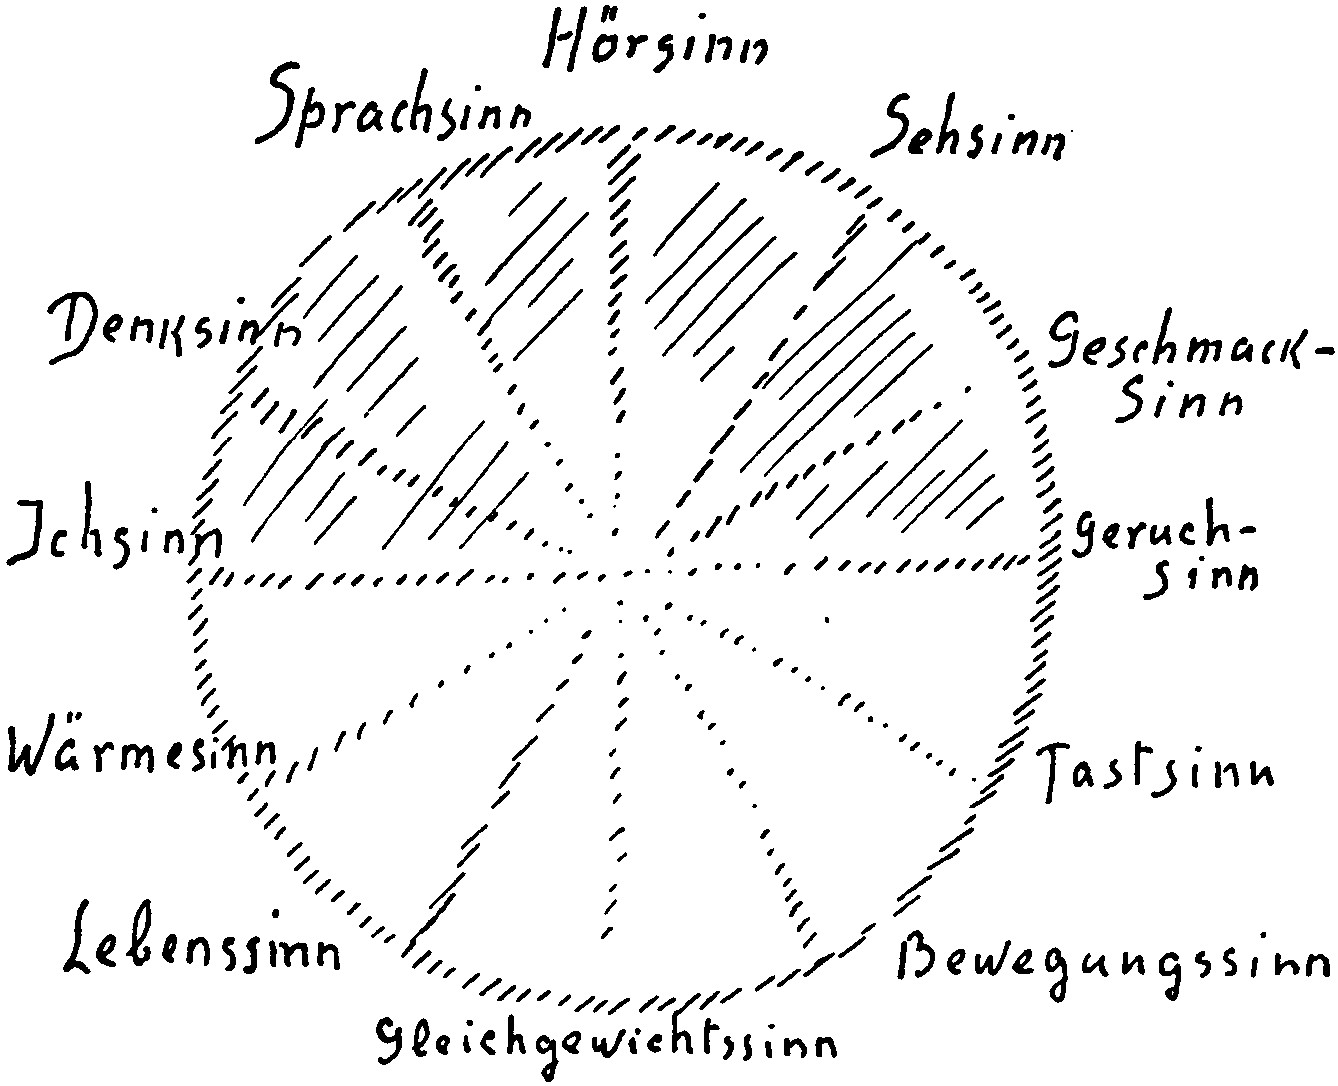 Hörsinn
Sprachsinn
Sehsinn
Denksinn
Geschmack-
sinn
Ichsinn
geruch-
sinn
Wärmesinn
Tastsinn
Lebenssinn
Bewegungssinn
Gleichgewichtssinn